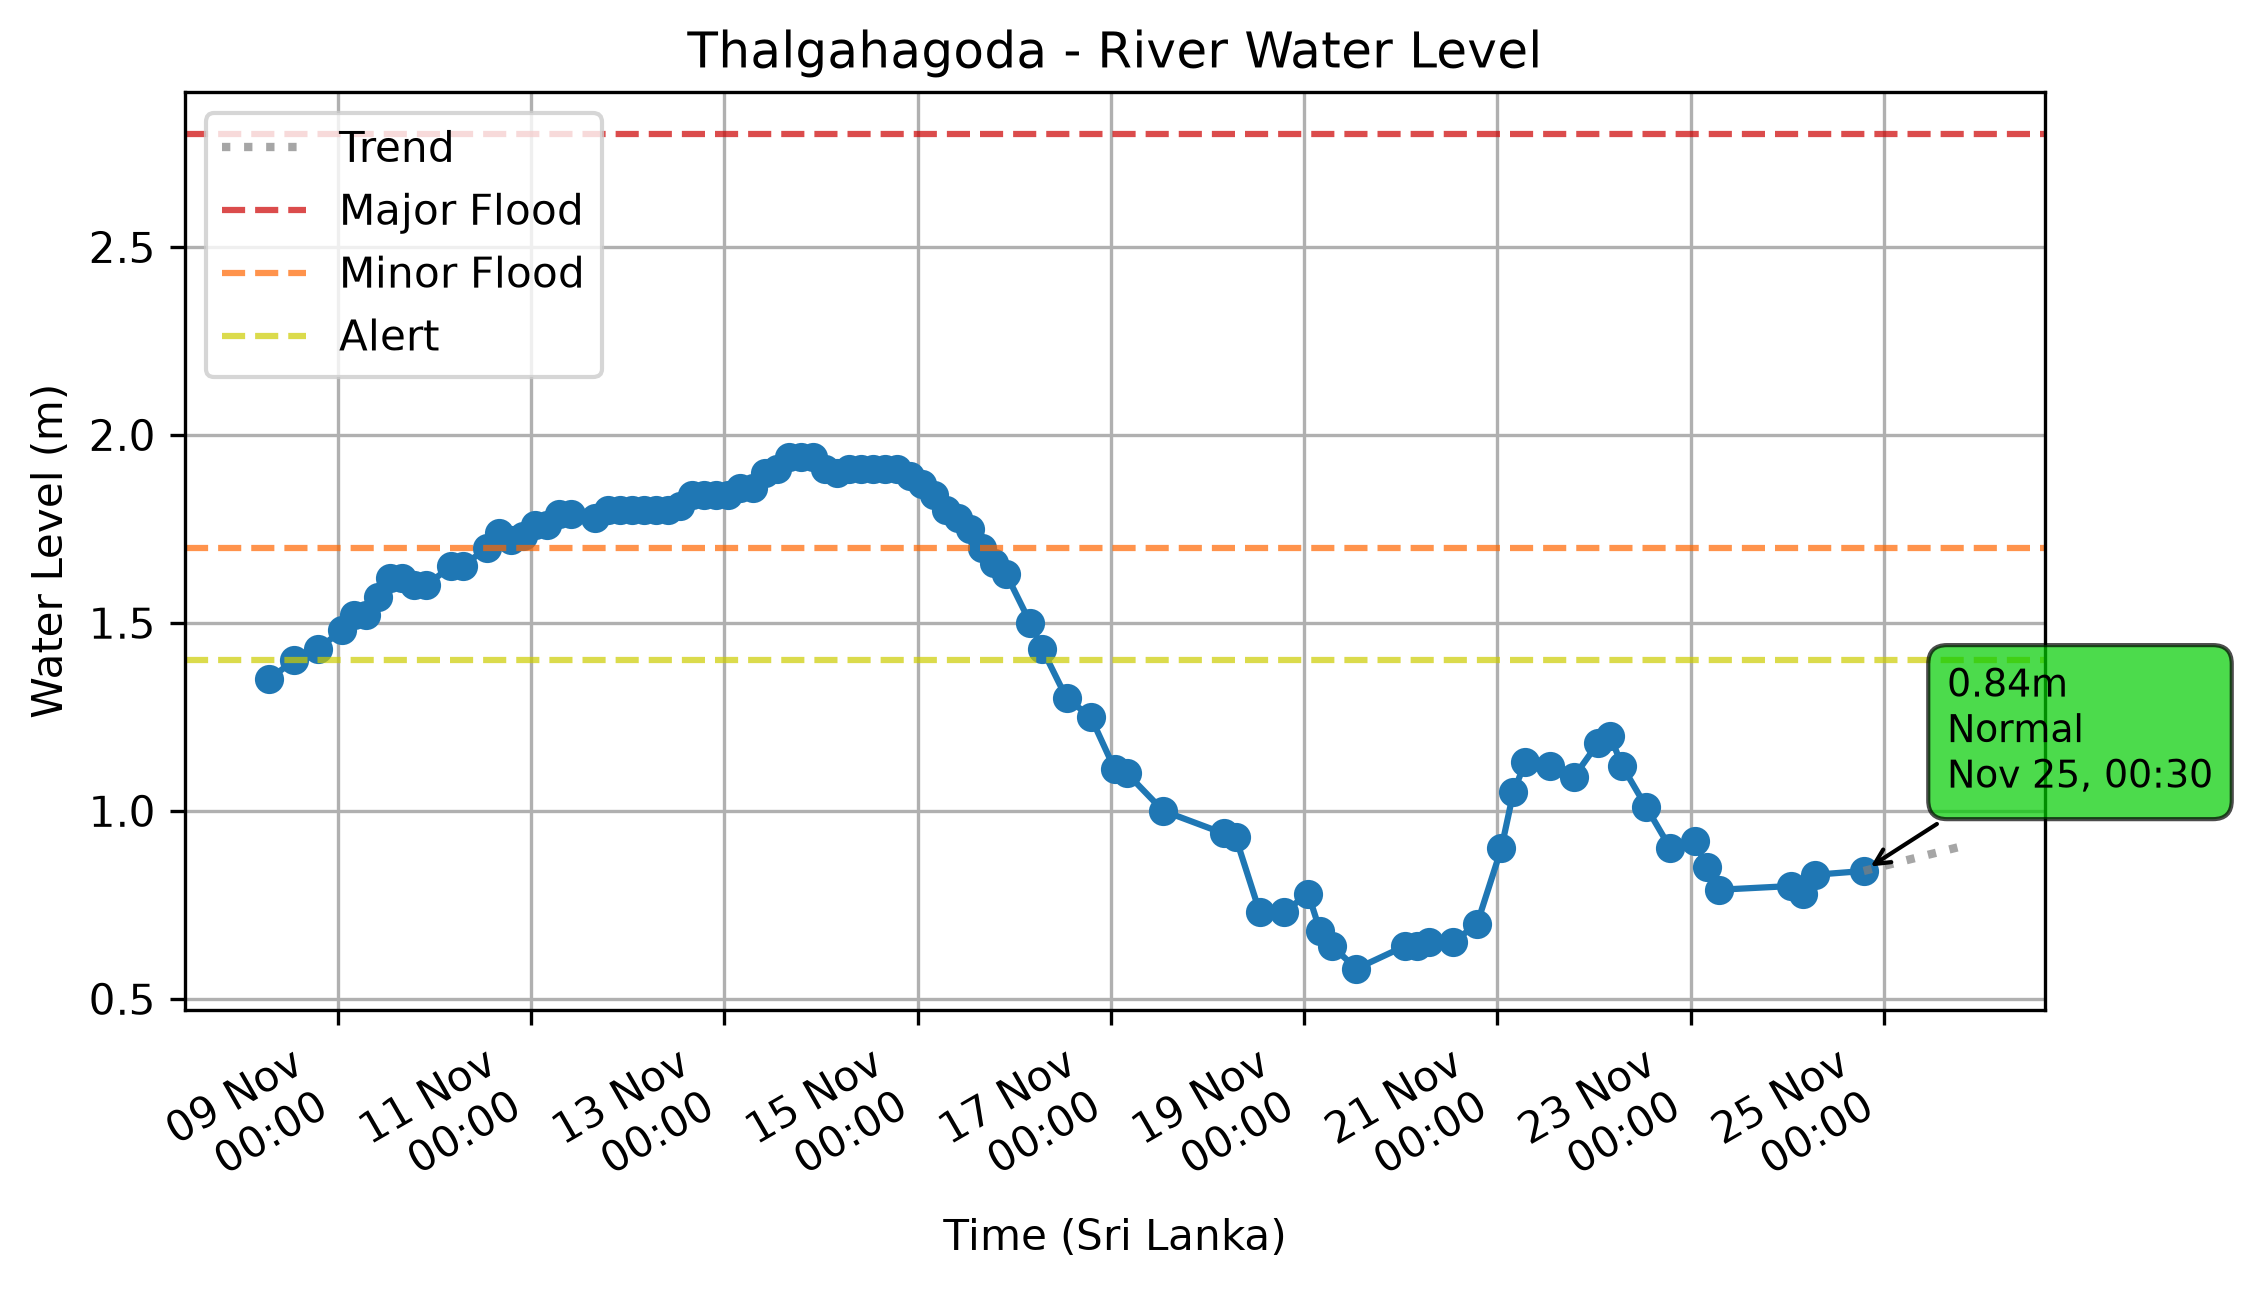 Thalgahagoda - River Water Level
Trend
Major Flood
Minor Flood
Alert
Water Level (m)
2.5
2.0
1.5
1.0
0.5
0.84m
Normal
Nov 25, 00:30
09 Nov
00:00
11 Nov
00:00
13 Nov
00:00
15 Nov
00:00
17 Nov
00:00
19 Nov
00:00
21 Nov
00:00
23 Nov
00:00
25 Nov
00:00
Time (Sri Lanka)